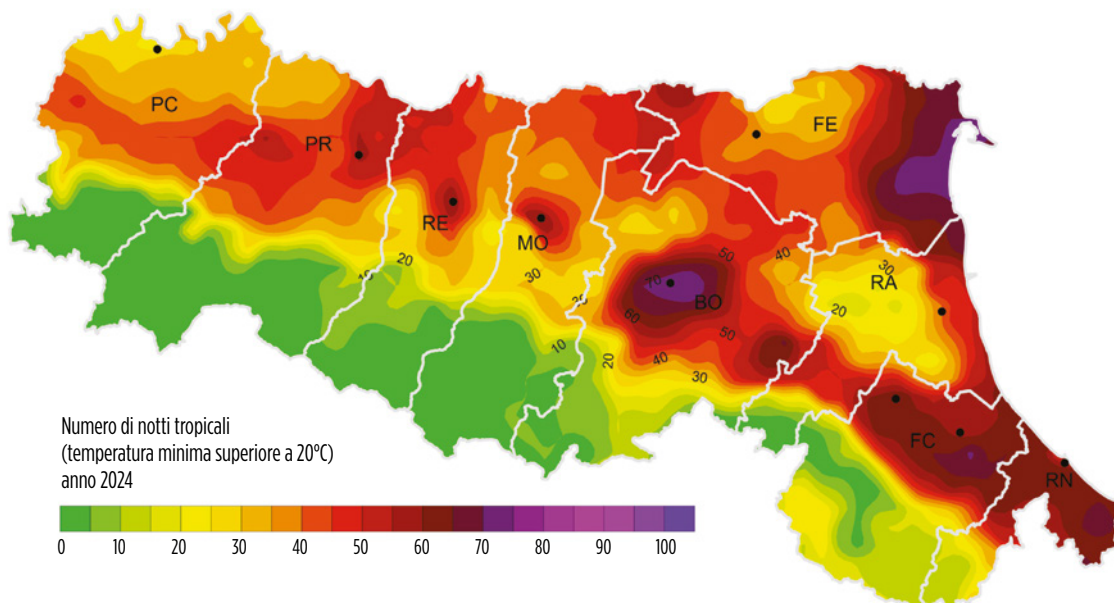 PC
PR
RE
MO
FE
BO
RA
FC
RN
10
20
30
10
20
40
30
50
60
70
50
40
30
20
Numero di notti tropicali
(temperatura minima superiore a 20°C)
anno 2024
0 10 20 30 40 50 60 70 80 90 100